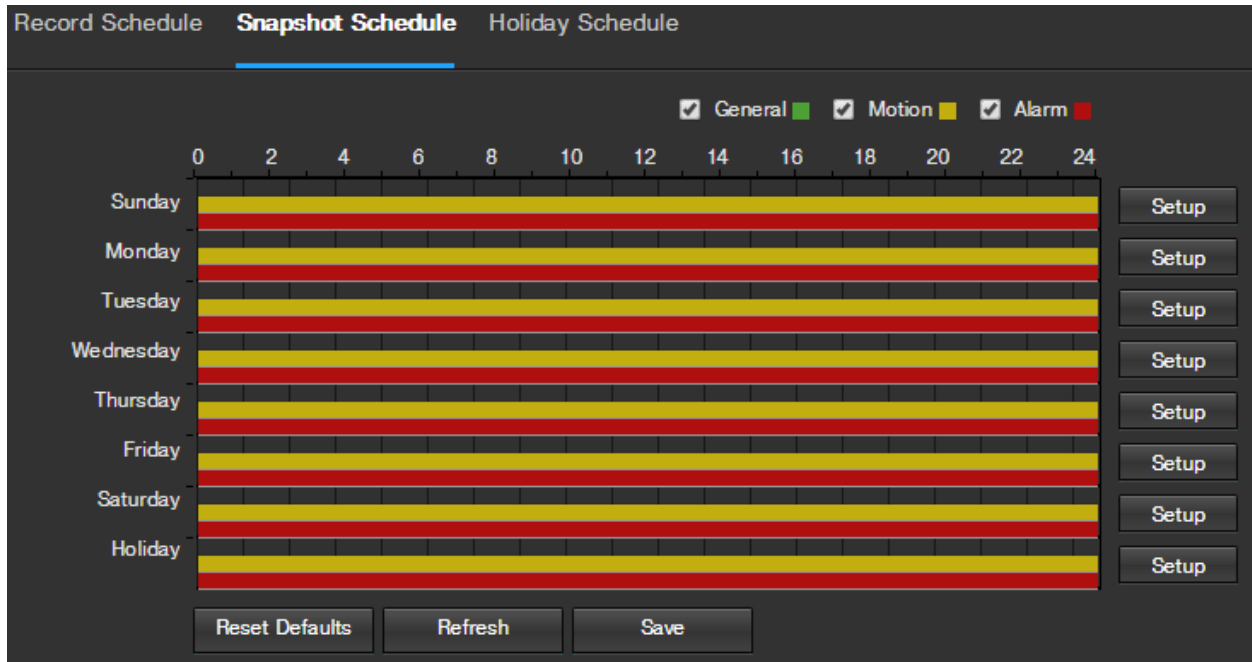 Record Schedule Snapshot Schedule Holiday Schedule
General Motion Alarm
0 2 4 6 8 10 12 14 16 18 20 22 24
Sunday Setup
Monday Setup
Tuesday Setup
Wednesday Setup
Thursday Setup
Friday Setup
Saturday Setup
Holiday Setup
Reset Defaults Refresh Save